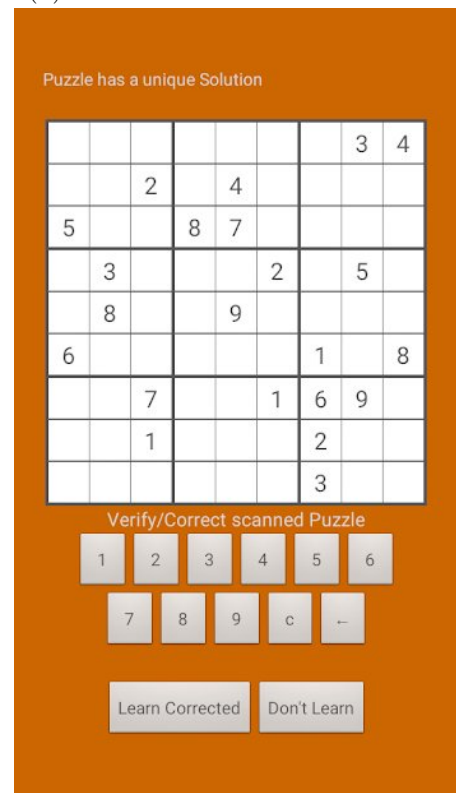 Puzzle has a unique Solution
3 4
2 4
5 8 7
3 2 5
8 9
6 1 8
7 1 6 9
1 2
3
Verify/Correct scanned Puzzle
1 2 3 4 5 6
7 8 9 c ←
Learn Corrected Don't Learn